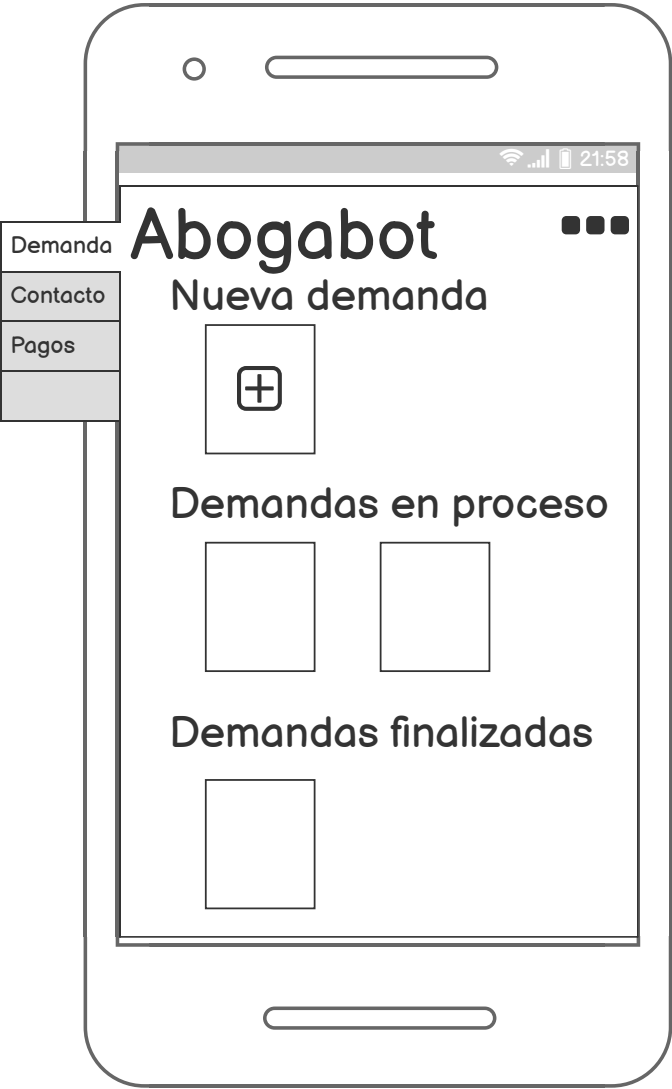 21:58
Abogabot
Demanda
Contacto
Pagos
Nueva demanda
Demandas en proceso
Demandas finalizadas